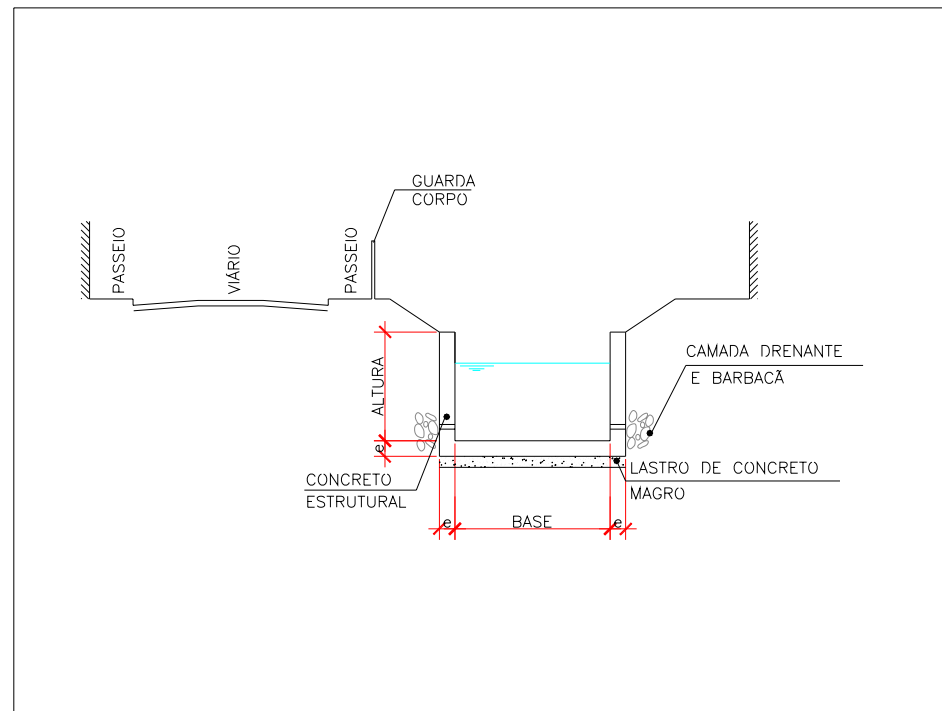 GUARDA
CORPO
PASSEIO
VIÁRIO
PASSEIO
ALTURA
e
CAMADA DRENANTE
E BARBACÃ
CONCRETO
ESTRUTURAL
LASTRO DE CONCRETO
MAGRO
e
BASE
e